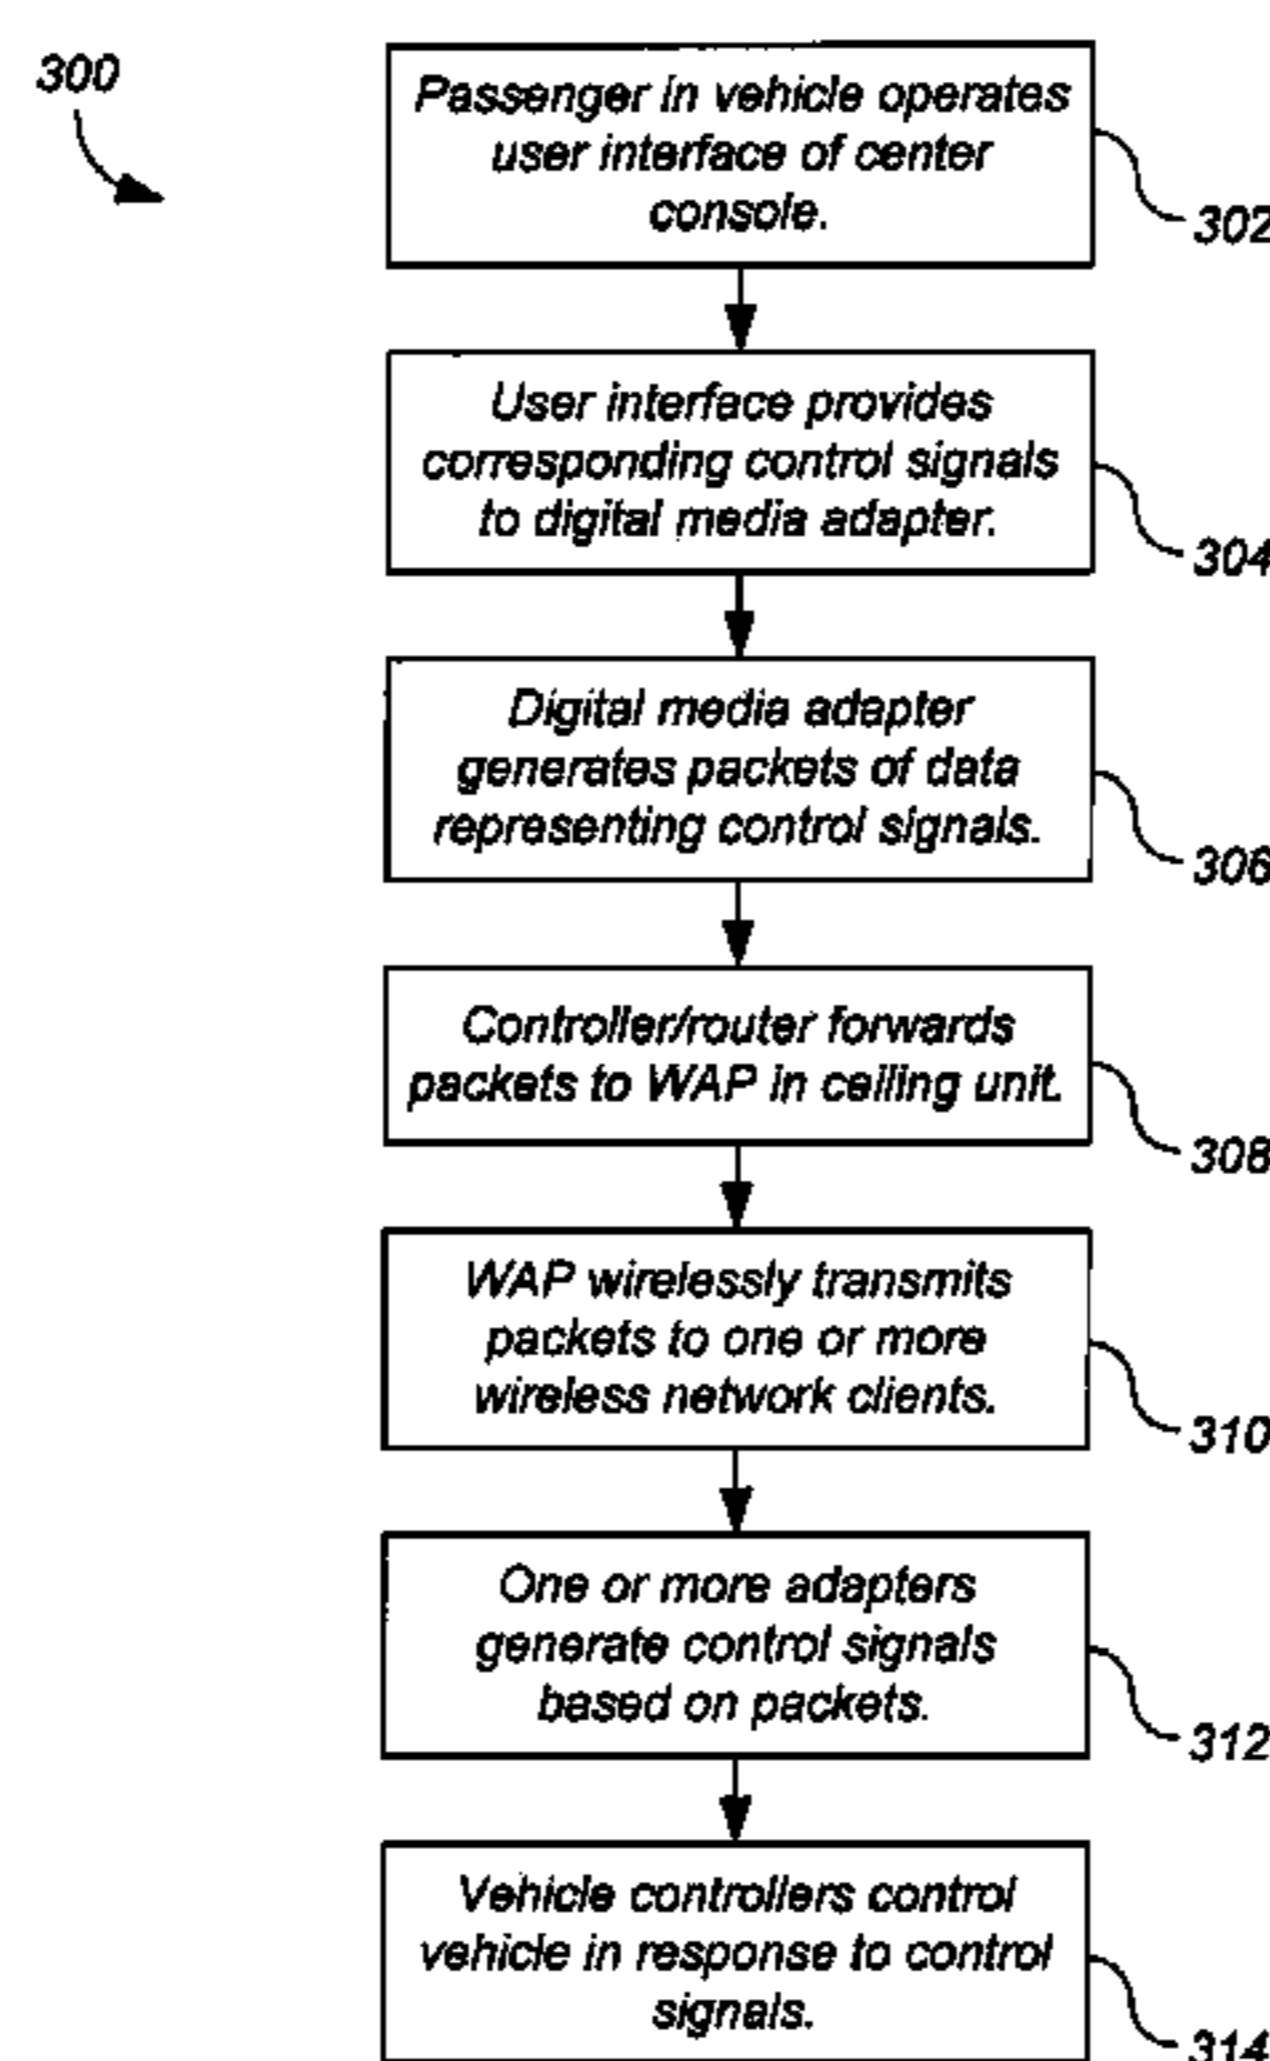 300
Passenger in vehicle operates
user interface of center
console.
302
User interface provides
corresponding control signals
to digital media adapter.
304
Digital media adapter
generates packets of data
representing control signals.
306
Controller/router forwards
packets to WAP in ceiling unit.
308
WAP wirelessly transmits
packets to one or more
wireless network clients.
310
One or more adapters
generate control signals
based on packets.
312
Vehicle controllers control
vehicle in response to control
signals.
314